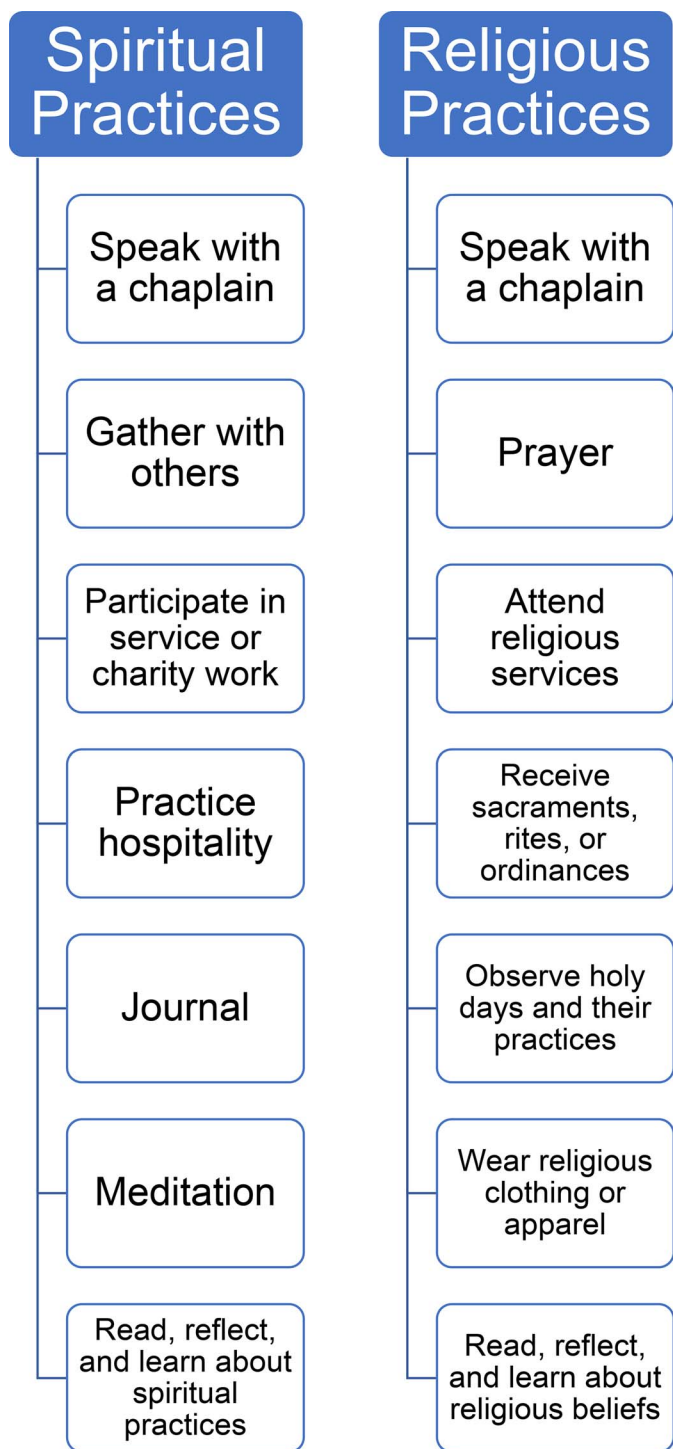 Spiritual
Practices
Speak with
a chaplain
Gather with
others
Participate in
service or
charity work
Practice
hospitality
Journal
Meditation
Read, reflect,
and learn about
spiritual
practices
Religious
Practices
Speak with
a chaplain
Prayer
Attend
religious
services
Receive
sacraments,
rites, or
ordinances
Observe holy
days and their
practices
Wear religious
clothing or
apparel
Read, reflect,
and learn about
religious beliefs